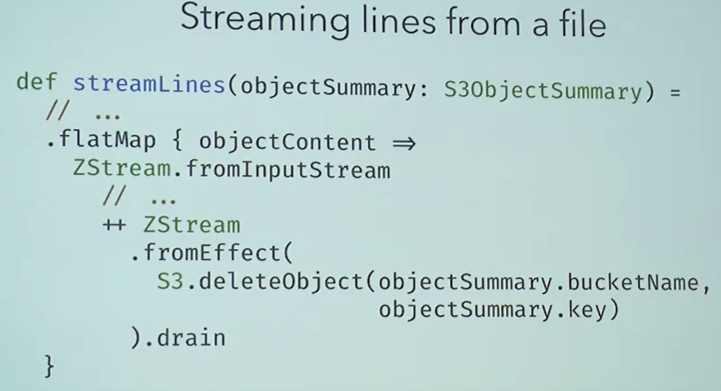 Streaming lines from a file
def streamLines(objectSummary: S3ObjectSummary) =
// ...
.flatMap { objectContent ⇒
ZStream.fromInputStream
// ...
++ ZStream
.fromEffect(
S3.deleteObject(objectSummary.bucketName,
objectSummary.key)
).drain
}